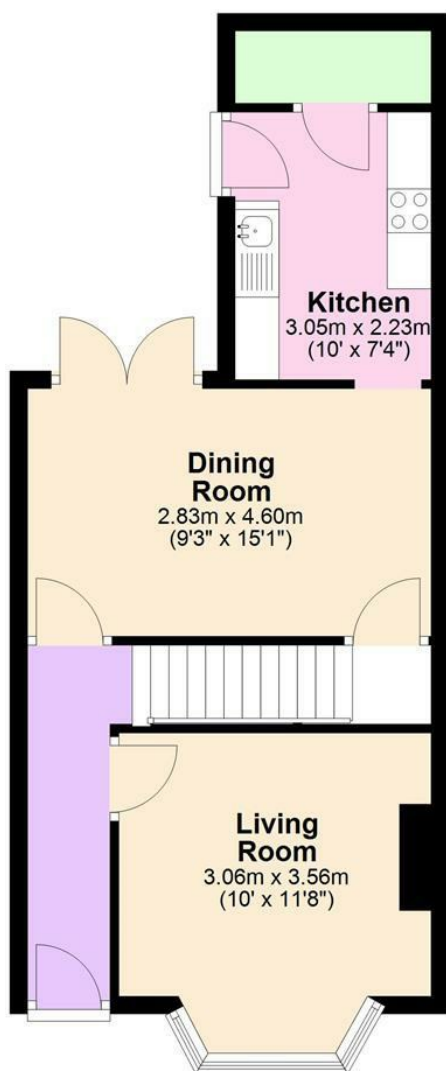 Kitchen
3.05m x 2.23m
(10' x 7'4")
Dining
Room
2.83m x 4.60m
(9'3" x 15'1")
Living
Room
3.06m x 3.56m
(10' x 11'8")